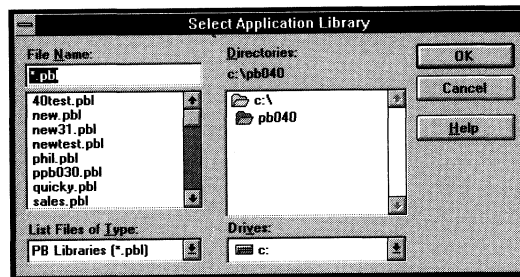 Select Application Library
File Name:
*.pbl
40test.pbl
new.pbl
new31.pbl
newtest.pbl
phil.pbl
ppb030.pbl
quicky.pbl
sales.pbl
List Files of Type:
PB Libraries (*.pbl)
Directories:
c:\pb040
c:\
pb040
Drives:
c:
OK
Cancel
Help